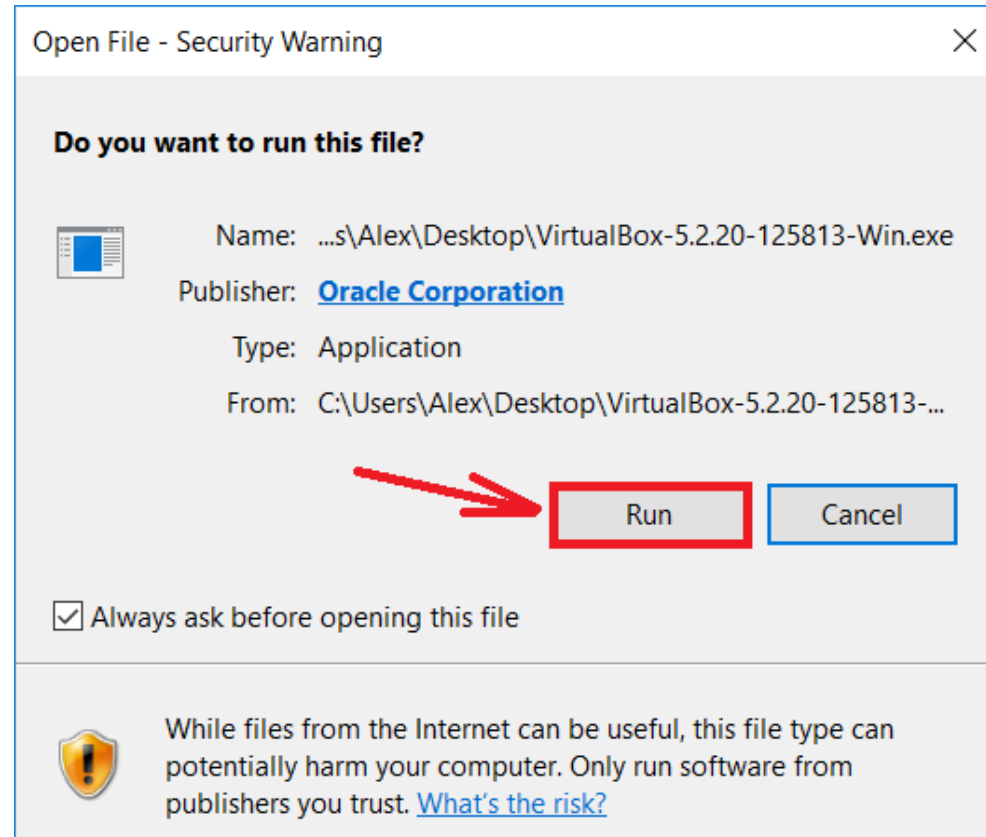 Open File - Security Warning
Do you want to run this file?
Name: ...s\Alex\Desktop\VirtualBox-5.2.20-125813-Win.exe
Publisher: Oracle Corporation
Type: Application
From: C:\Users\Alex\Desktop\VirtualBox-5.2.20-125813-...
Run Cancel
Always ask before opening this file
While files from the Internet can be useful, this file type can
potentially harm your computer. Only run software from
publishers you trust. What's the risk?